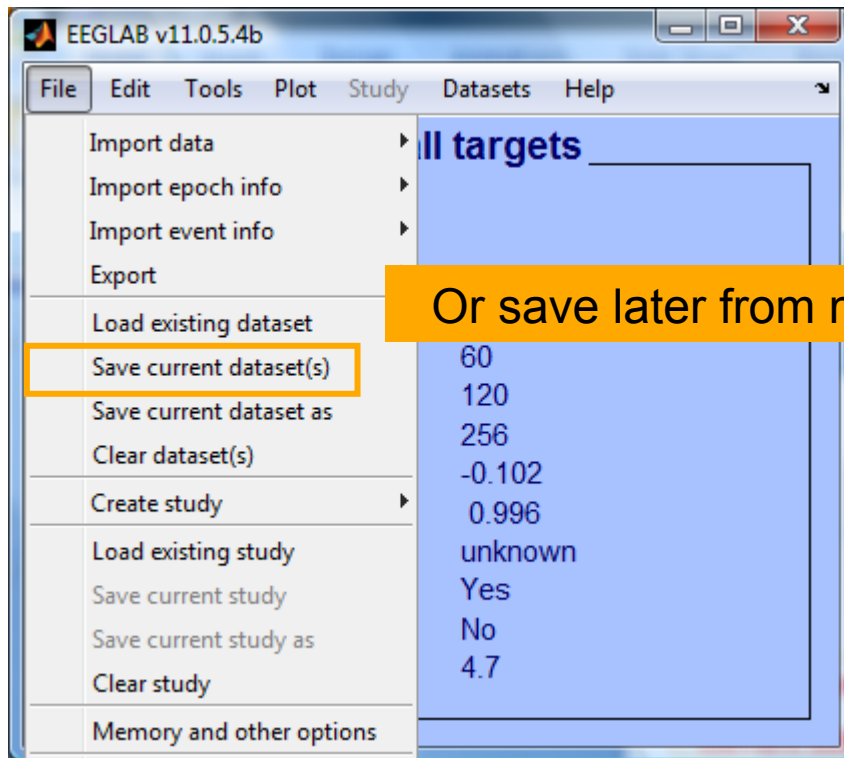 EEGLAB v11.0.5.4b
File Edit Tools Plot Study Datasets Help
Import data
Import epoch info
Import event info
Export
Load existing dataset
Save current dataset(s)
Save current dataset as
Clear dataset(s)
Create study
Load existing study
Save current study
Save current study as
Clear study
Memory and other options
targets
Or save later from
60
120
256
-0.102
0.996
unknown
Yes
No
4.7